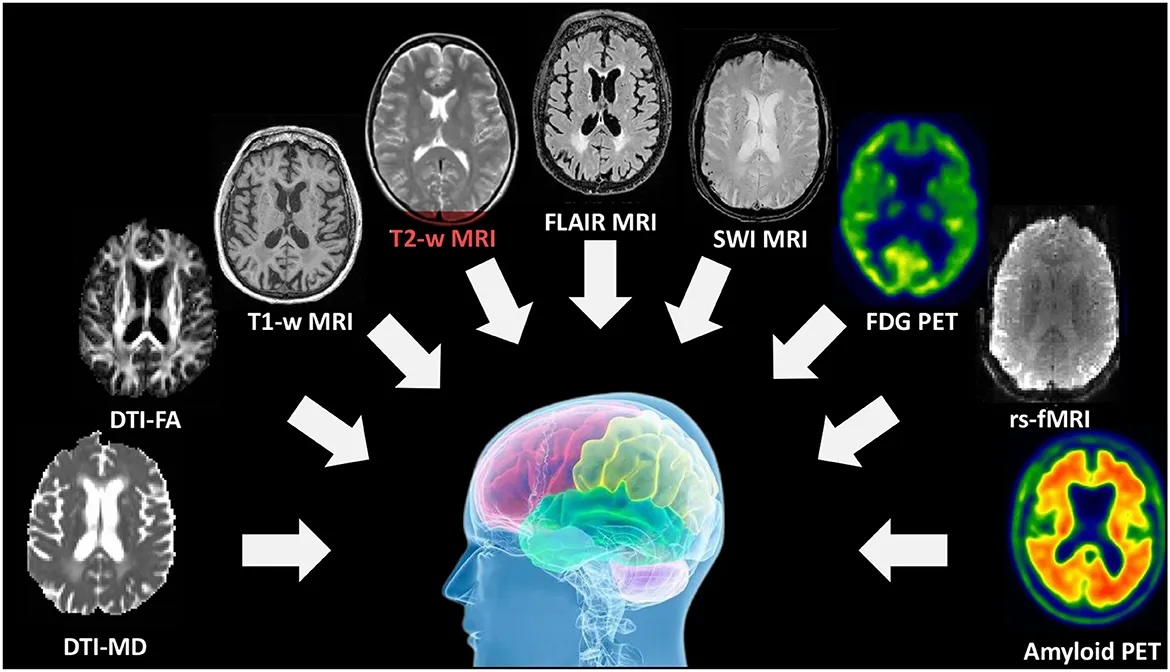 FLAIR MRI
T2-w MRI
SWI MRI
T1-w MRI
FDG PET
DTI-FA
rs-fMRI
DTI-MD
Amyloid PET